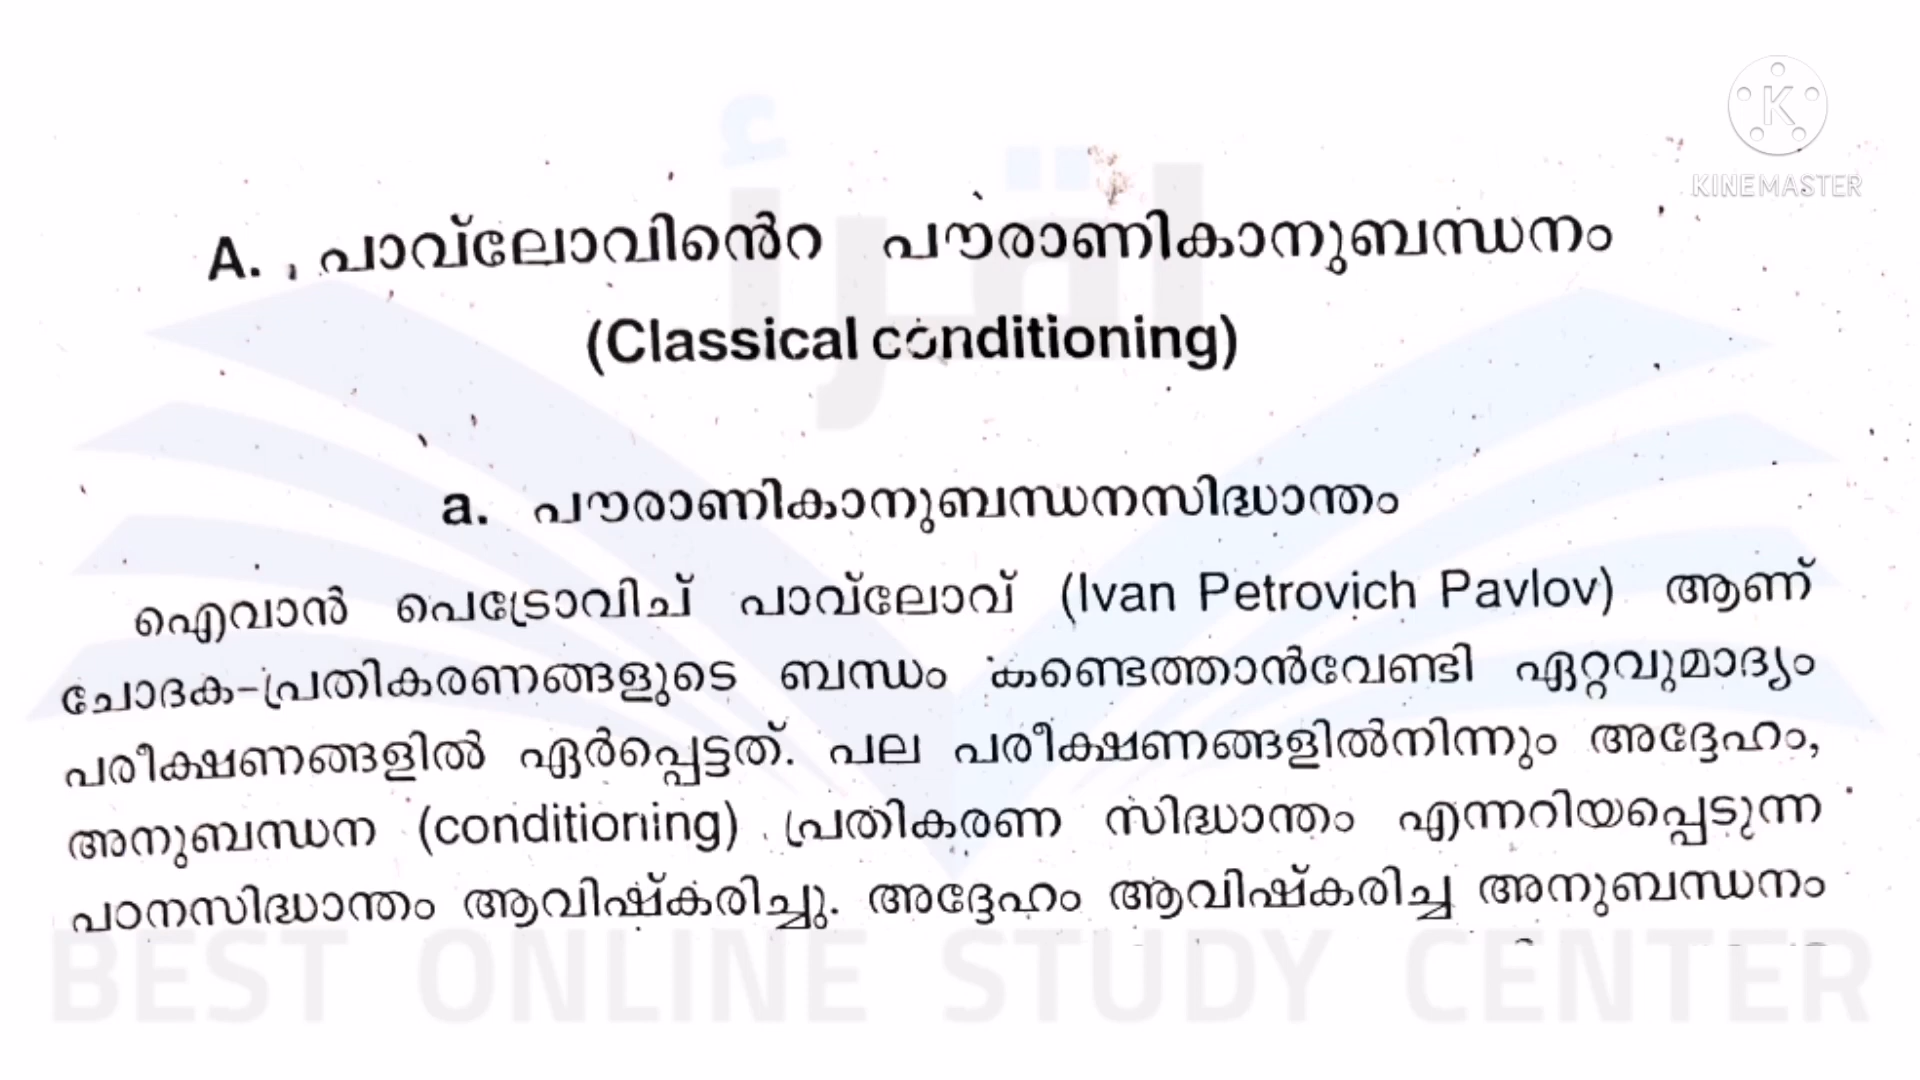 KINEMASTER
اقرأ
A. പാവ്ലോവിൻെറ പൗരാണികാനുബന്ധനം
(Classical conditioning)
a. പൗരാണികാനുബന്ധനസിദ്ധാന്തം
ഐവാൻ പെട്രോവിച് പാവ്ലോവ് (Ivan Petrovich Pavlov) ആണ്
ചോദക-പ്രതികരണങ്ങളുടെ ബന്ധം കണ്ടെത്താൻവേണ്ടി ഏറ്റവുമാദ്യം
പരീക്ഷണങ്ങളിൽ ഏർപ്പെട്ടത്. പല പരീക്ഷണങ്ങളിൽനിന്നും അദ്ദേഹം,
അനുബന്ധന (conditioning) പ്രതികരണ സിദ്ധാന്തം എന്നറിയപ്പെടുന്ന
പഠനസിദ്ധാന്തം ആവിഷ്കരിച്ചു. അദ്ദേഹം ആവിഷ്കരിച്ച അനുബന്ധനം
BEST ONLINE STUDY CENTER